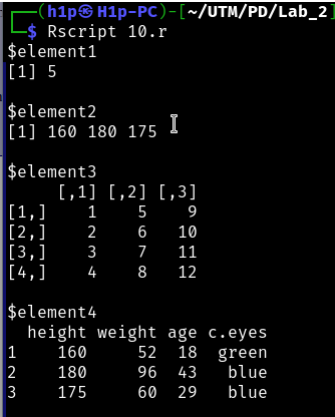 (h1p㉿H1p-PC)-[~/UTM/PD/Lab_2]
$ Rscript 10.r
$element1
[1] 5
$element2
[1] 160 180 175
$element3
     [,1] [,2] [,3]
[1,]    1    5    9
[2,]    2    6   10
[3,]    3    7   11
[4,]    4    8   12
$element4
  height weight age c.eyes
1    160     52  18  green
2    180     96  43   blue
3    175     60  29   blue